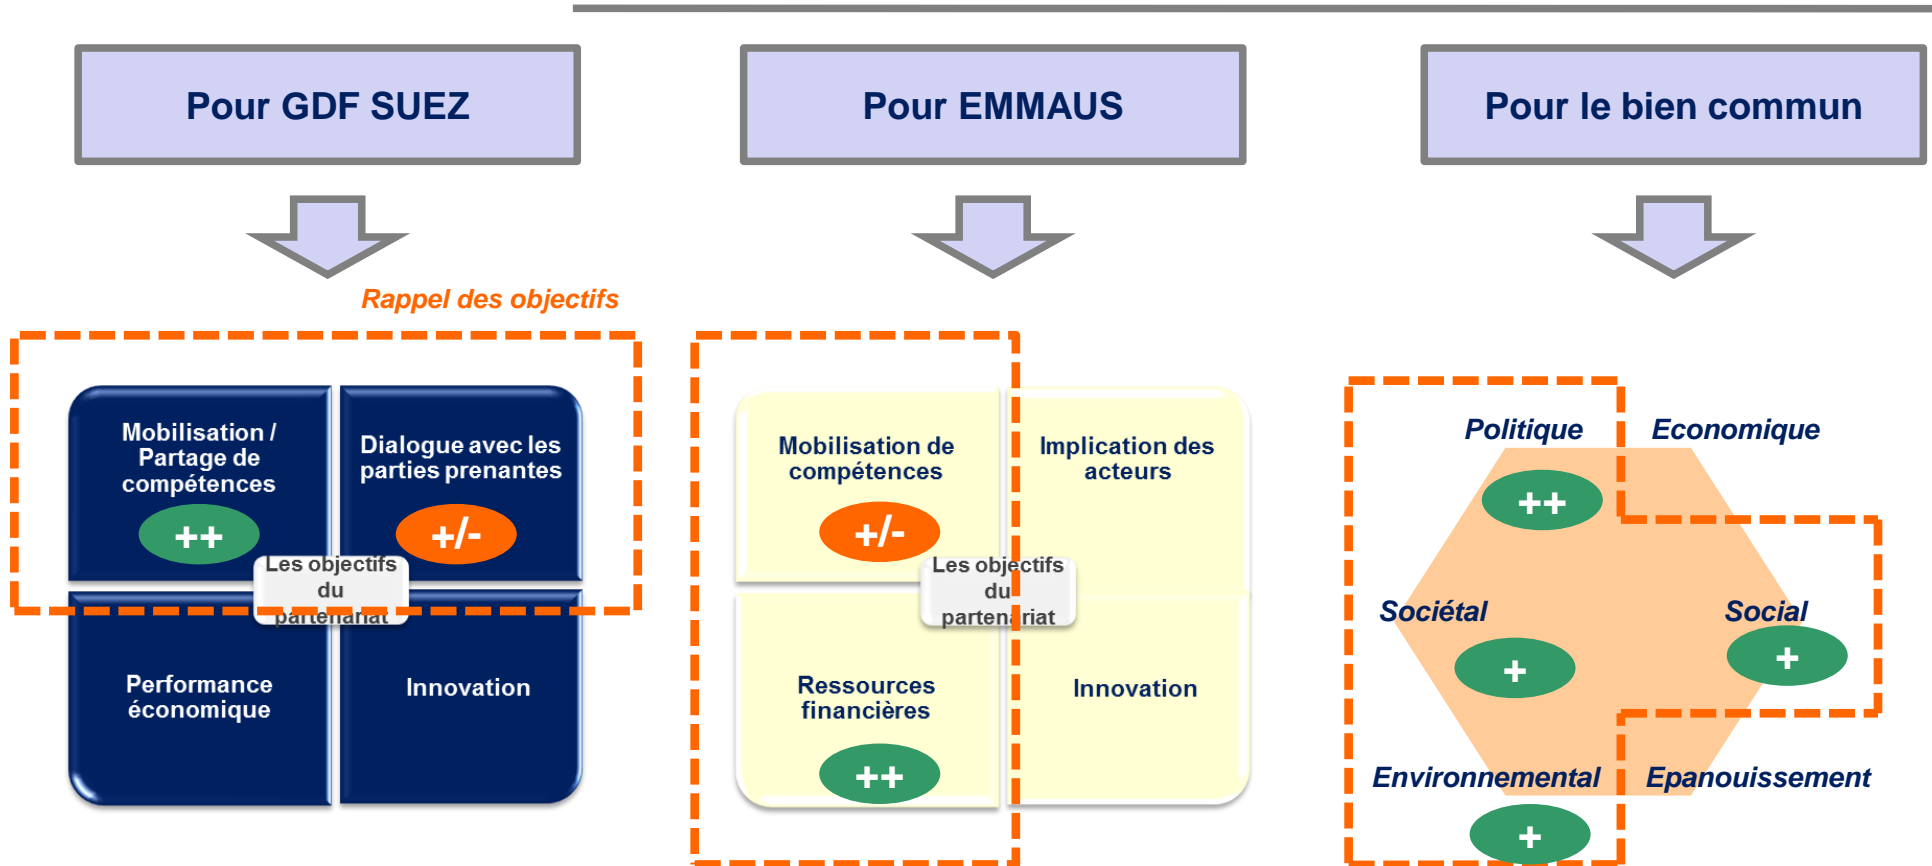 Pour GDF SUEZ
Pour EMMAUS
Pour le bien commun
Rappel des objectifs
Mobilisation /
Partage de
compétences
++
Dialogue avec les
parties prenantes
+/-
Les objectifs
du
partenariat
Performance
économique
Innovation
Mobilisation de
compétences
+/-
Implication des
acteurs
Les objectifs
du
partenariat
Ressources
financières
++
Innovation
Politique
++
Economique
Sociétal
+
Social
+
Environnemental
+
Epanouissement